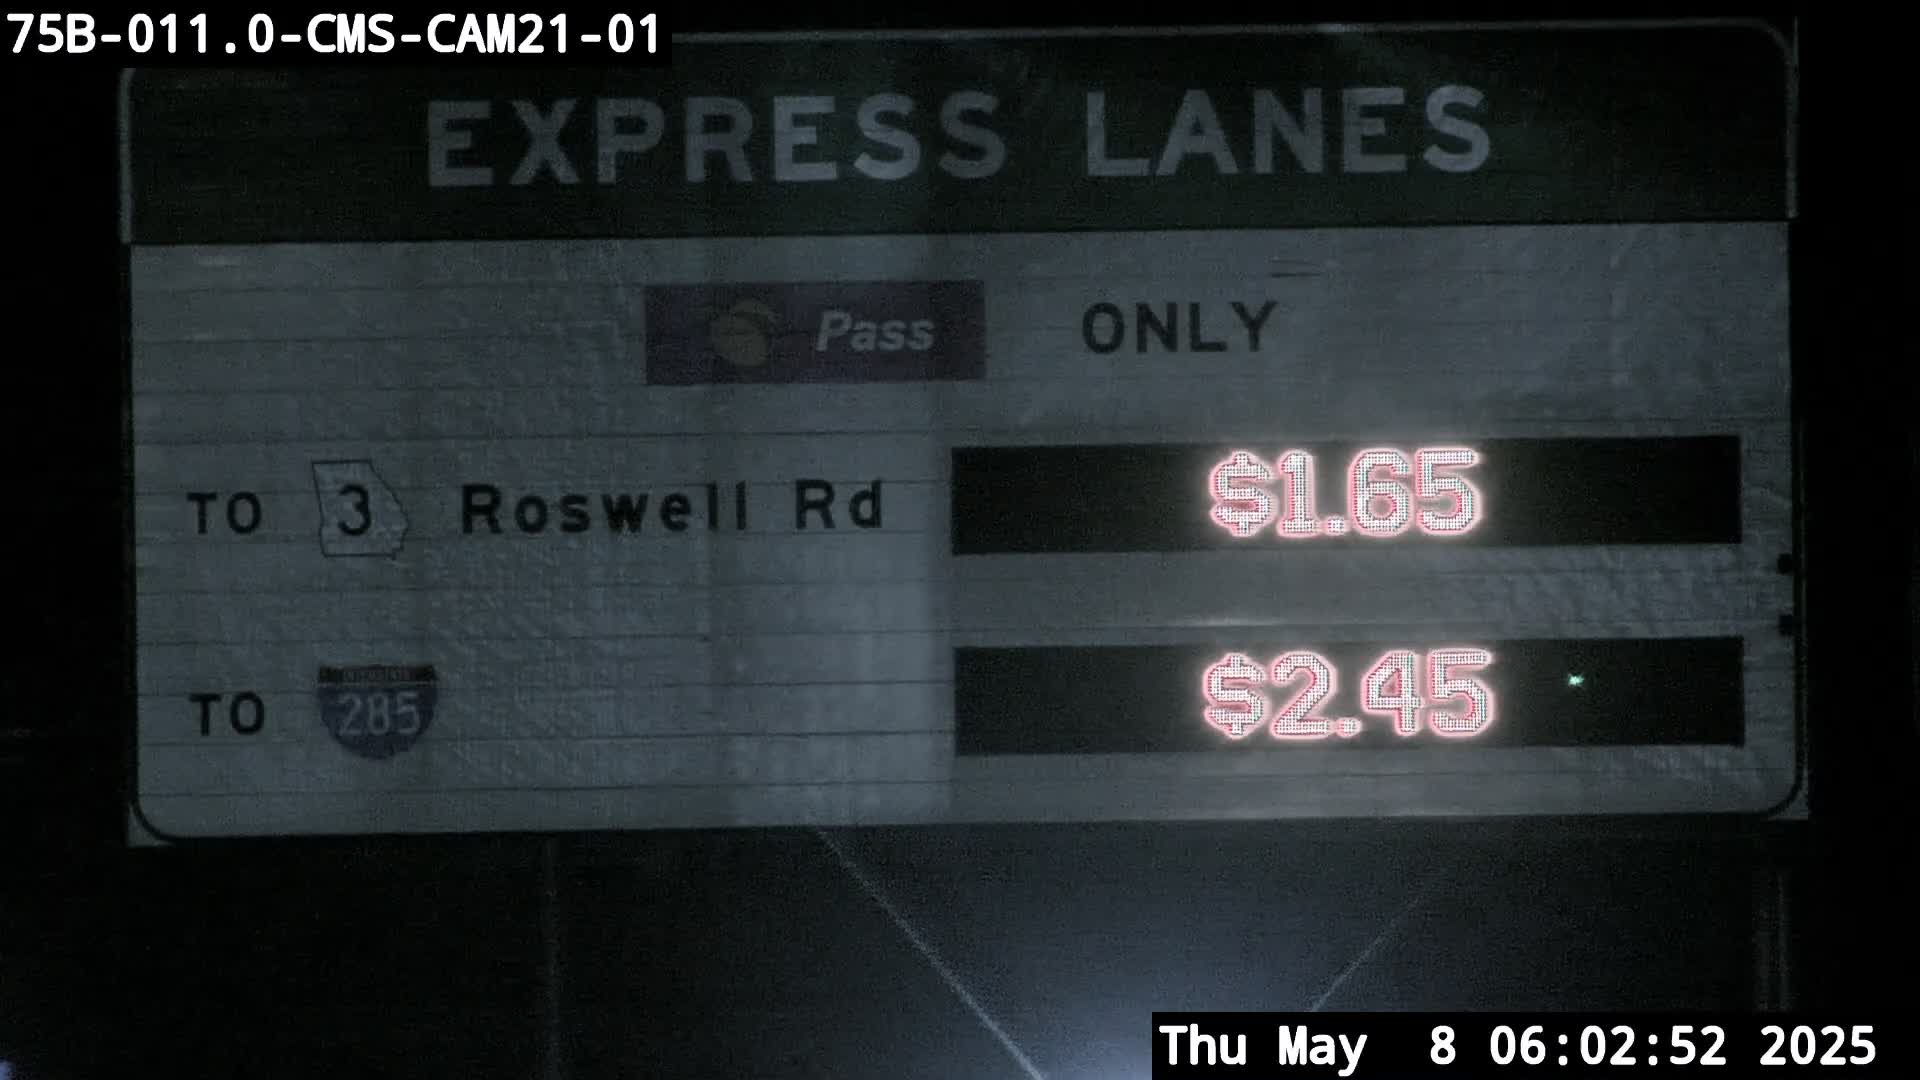 75B-011.0-CMS-CAM21-01
EXPRESS LANES
Pass ONLY
TO 3 Roswell Rd $1.65
INTERSTATE
TO 285 $2.45
Thu May 8 06:02:52 2025